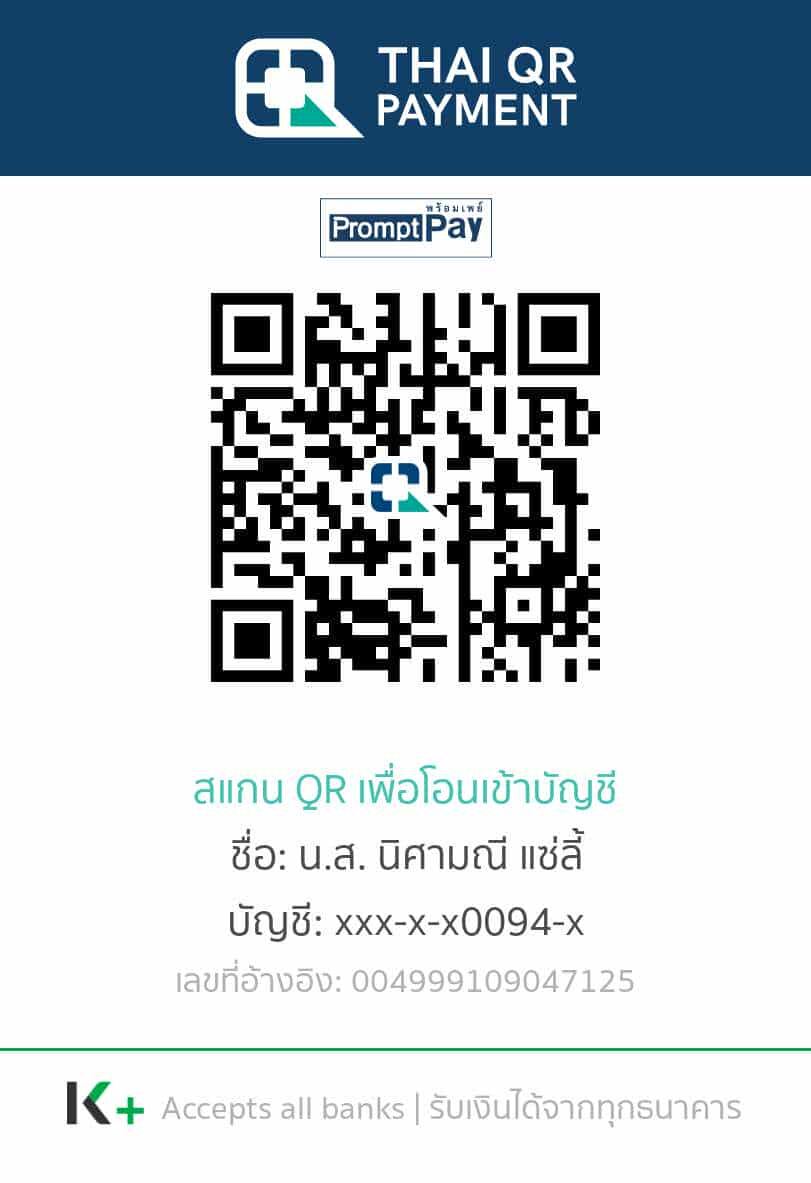 THAI QR
PAYMENT
พร้อมเพย์
PromptPay
สแกน QR เพื่อโอนเข้าบัญชี
ชื่อ: น.ส. นิศามณี แซ่ลี้
บัญชี: xxx-x-x0094-x
เลขที่อ้างอิง: 004999109047125
K+ Accepts all banks | รับเงินได้จากทุกธนาคาร